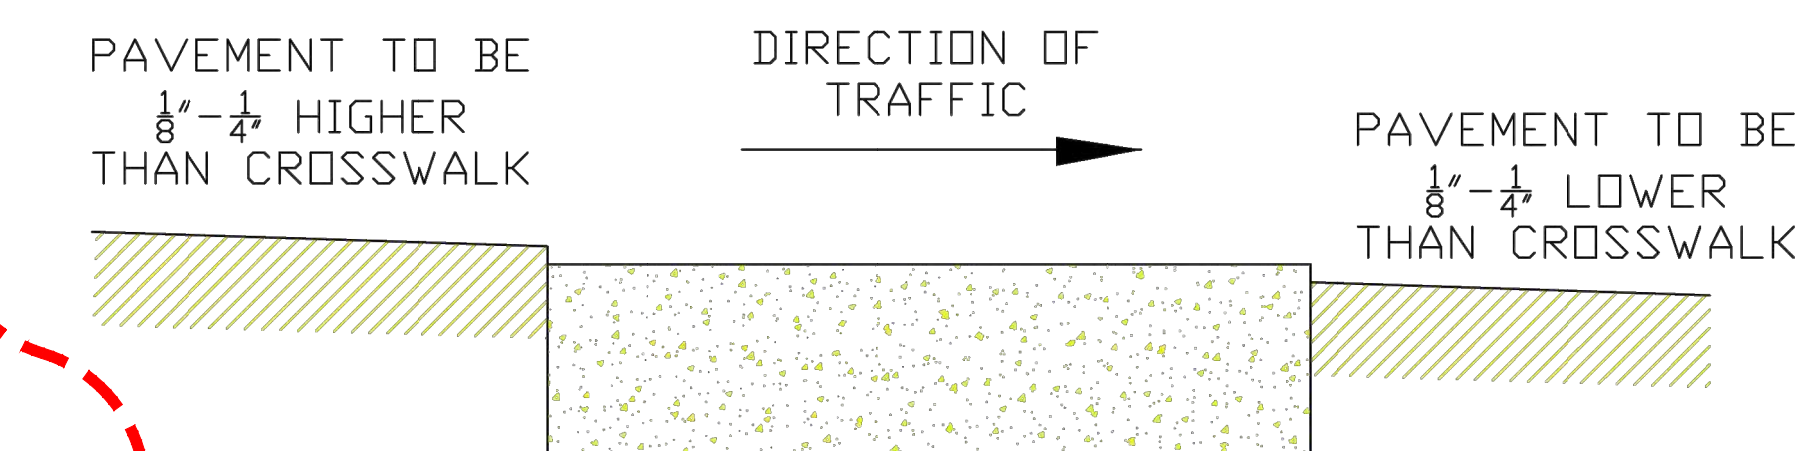 PAVEMENT TO BE
1/8"-1/4" HIGHER
THAN CROSSWALK
DIRECTION OF
TRAFFIC
PAVEMENT TO BE
1/8"-1/4" LOWER
THAN CROSSWALK